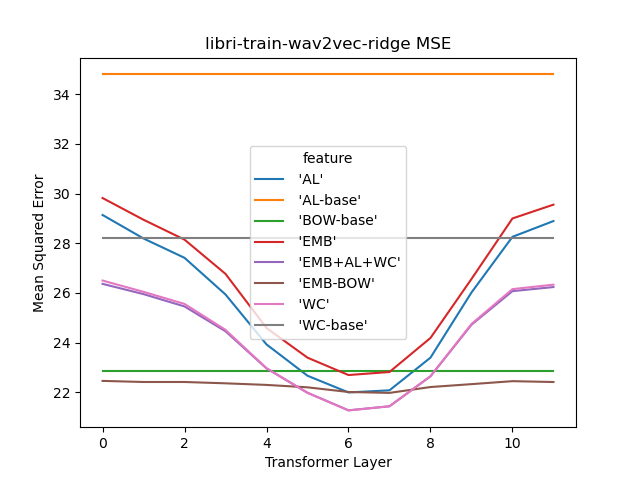 libri-train-wav2vec-ridge MSE
Mean Squared Error
34
32
30
28
26
24
22
feature
'AL'
'AL-base'
'BOW-base'
'EMB'
'EMB+AL+WC'
'EMB-BOW'
'WC'
'WC-base'
0 2 4 6 8 10
Transformer Layer